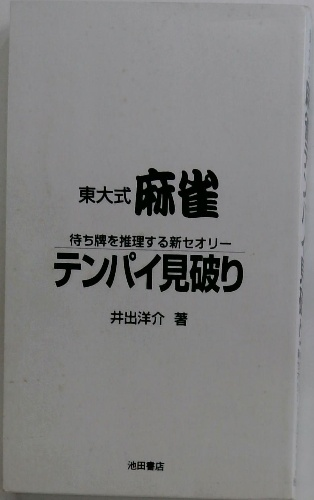 東大式 麻雀
待ち牌を推理する新セオリー
テンパイ見破り
井出洋介 著
池田書店